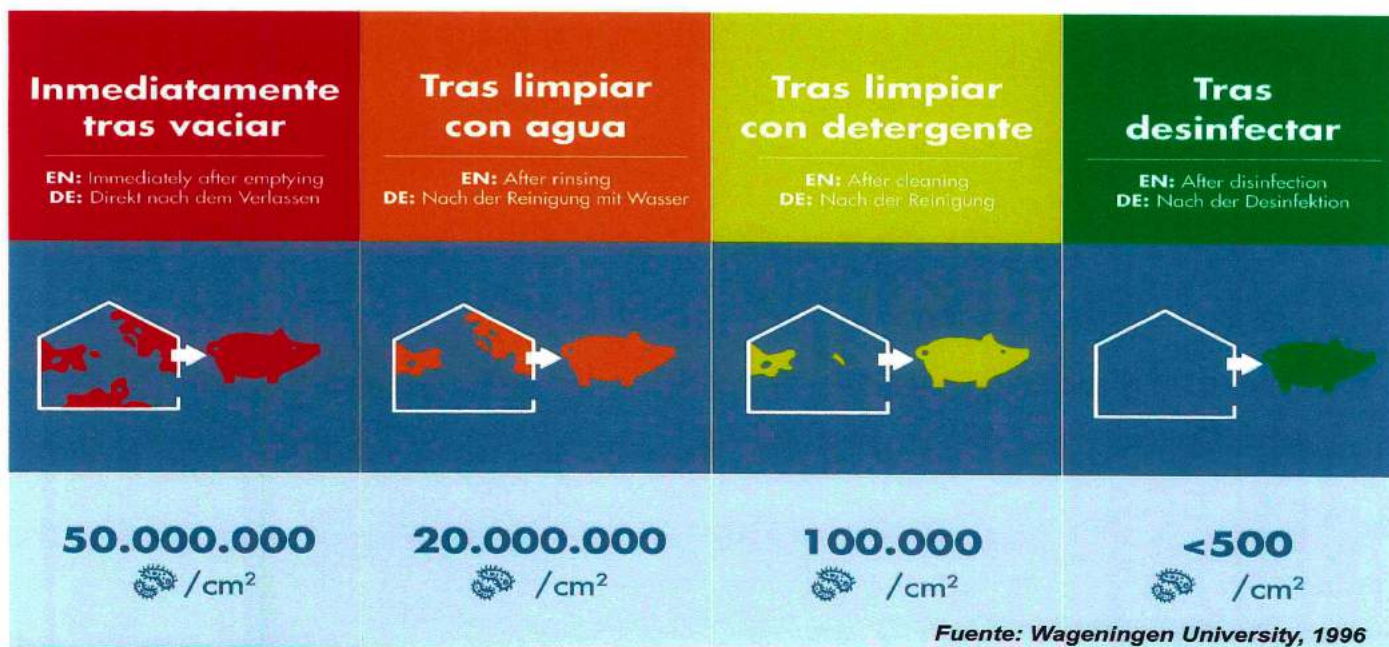 Inmediatamente
tras vaciar
EN: Immediately after emptying
DE: Direkt nach dem Verlassen
Tras limpiar
con agua
EN: After rinsing
DE: Nach der Reinigung mit Wasser
Tras limpiar
con detergente
EN: After cleaning
DE: Nach der Reinigung
Tras
desinfectar
EN: After disinfection
DE: Nach der Desinfektion
50.000.000
/cm²
20.000.000
/cm²
100.000
/cm²
<500
/cm²
Fuente: Wageningen University, 1996